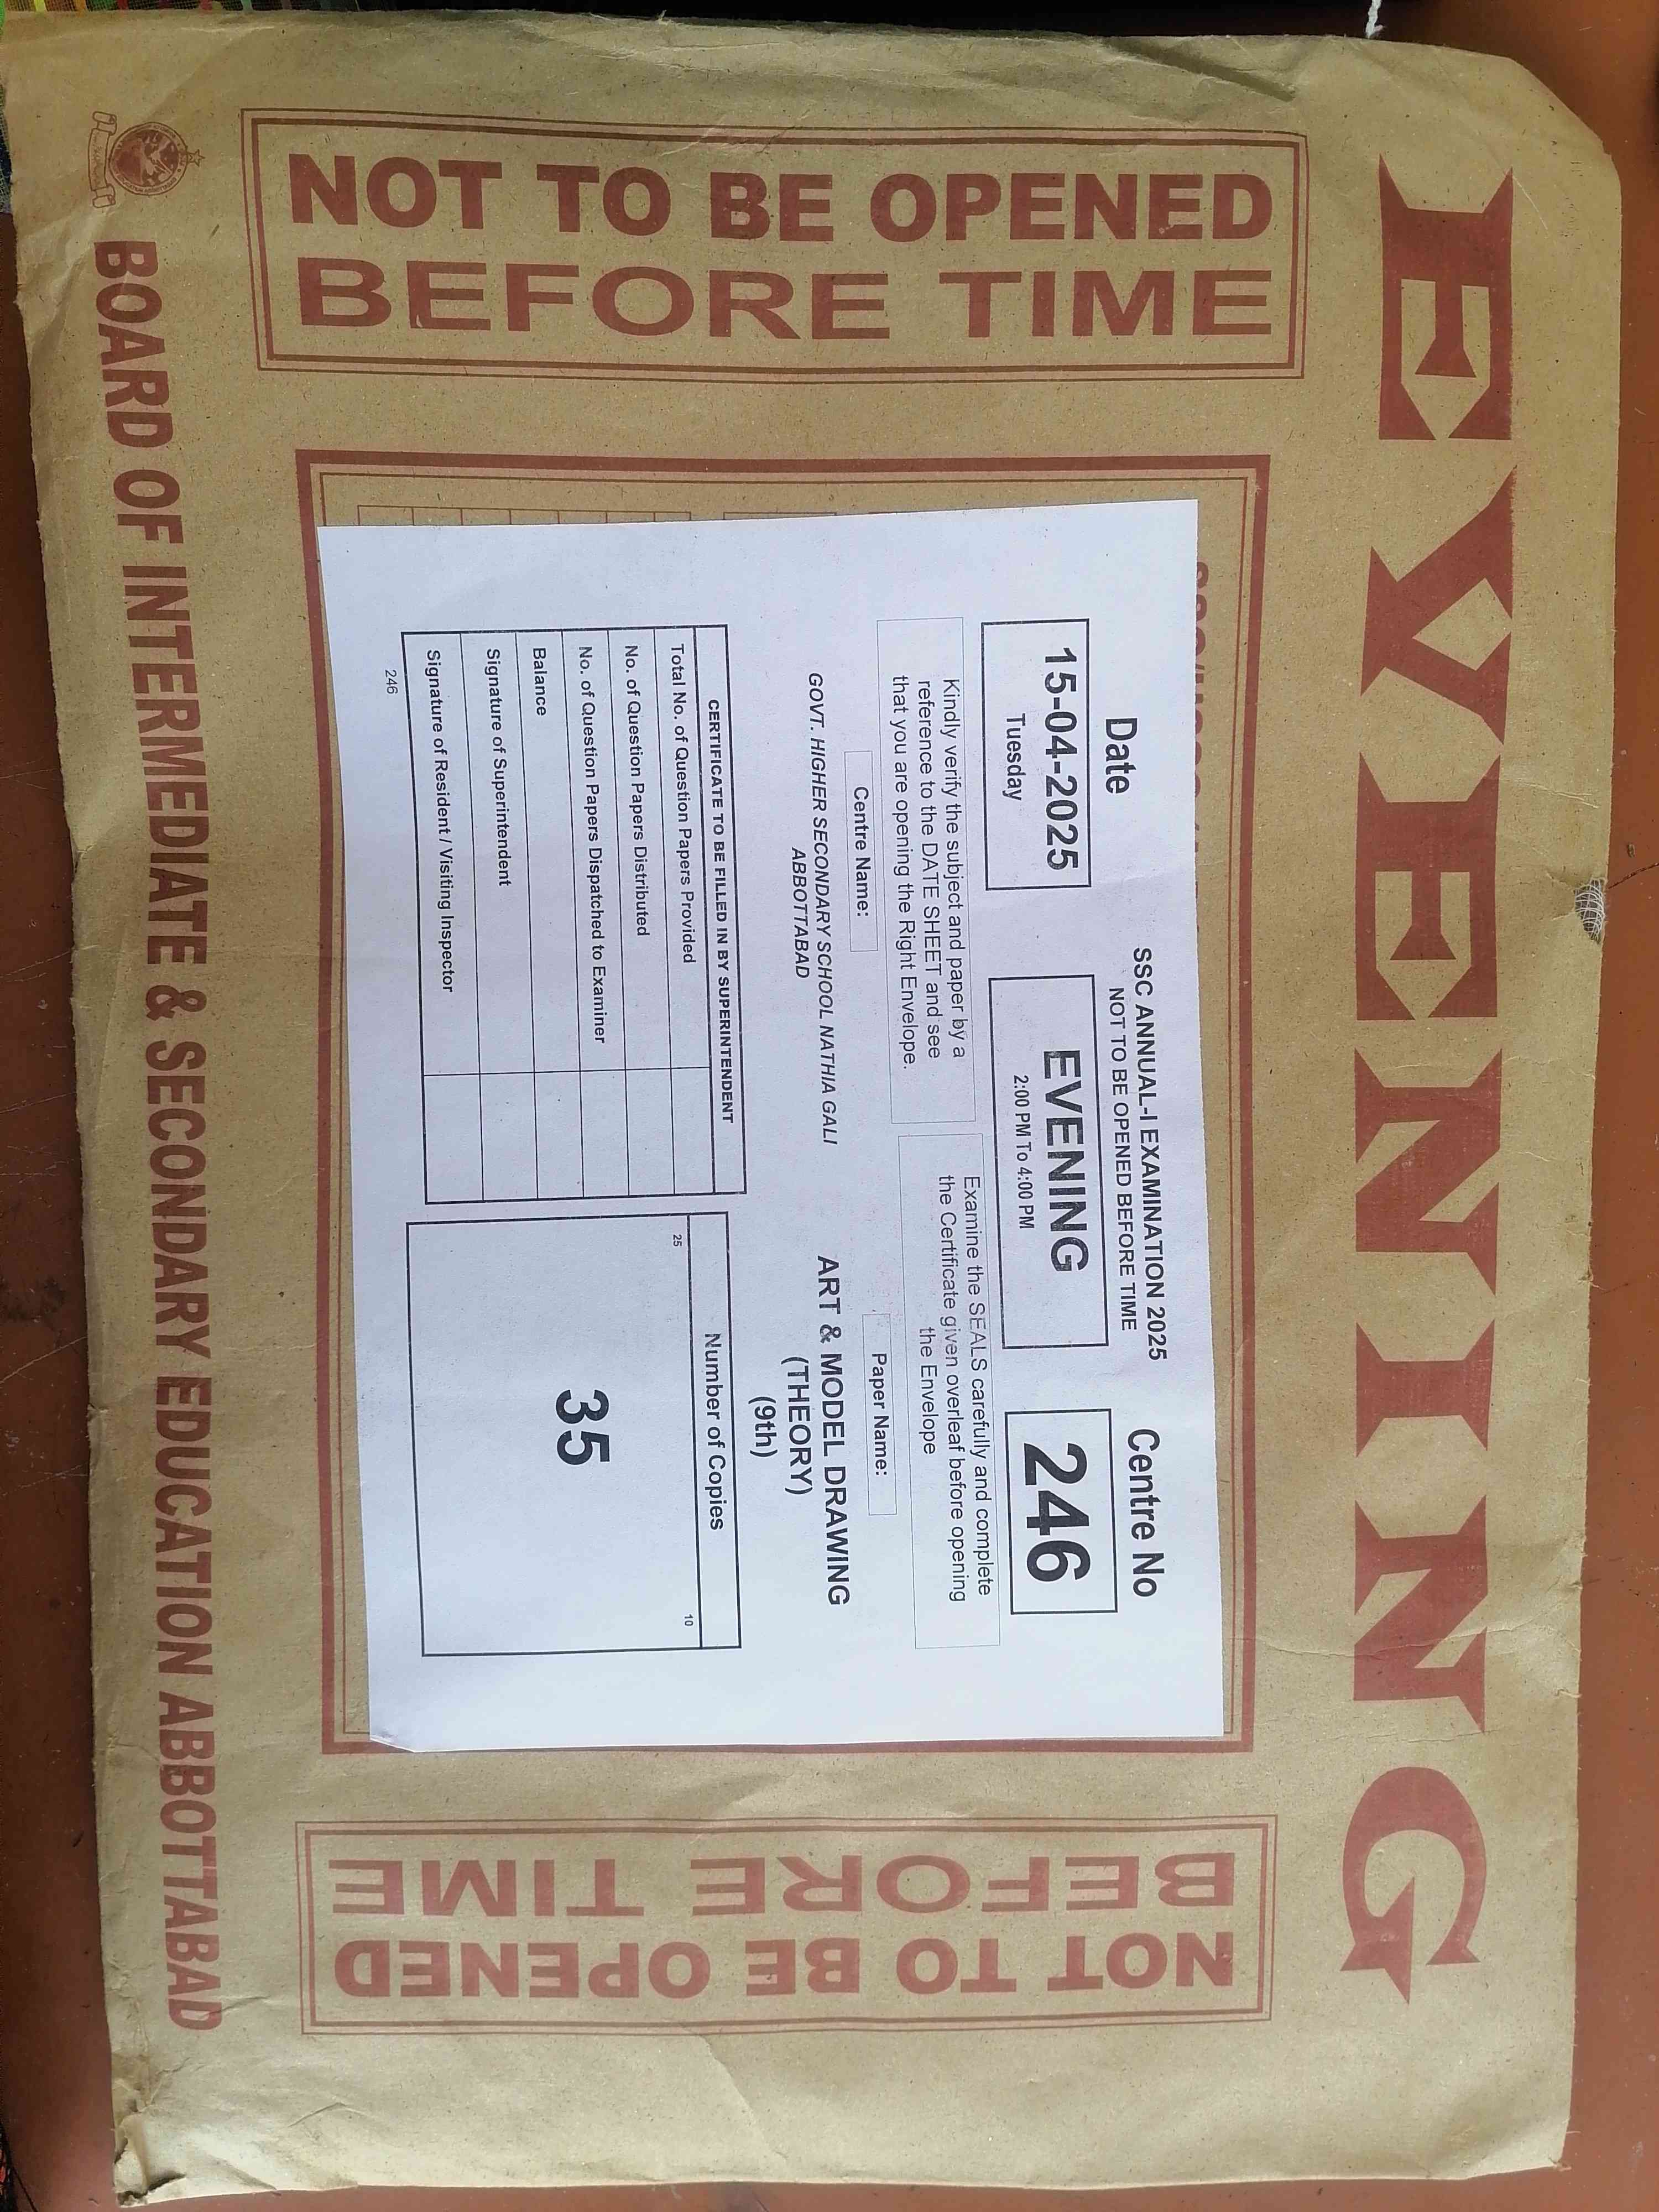 EVENING
NOT TO BE OPENED
BEFORE TIME
Date
15-04-2025
Tuesday
SSC ANNUAL-I EXAMINATION 2025
NOT TO BE OPENED BEFORE TIME
EVENING
2:00 PM To 4:00 PM
Centre No
246
Kindly verify the subject and paper by a
reference to the DATE SHEET and see
that you are opening the Right Envelope.
Examine the SEALS carefully and complete
the Certificate given overleaf before opening
the Envelope
Centre Name:
GOVT. HIGHER SECONDARY SCHOOL NATHIA GALI
ABBOTTABAD
Paper Name:
ART & MODEL DRAWING
(THEORY)
(9th)
CERTIFICATE TO BE FILLED IN BY SUPERINTENDENT
Total No. of Question Papers Provided
No. of Question Papers Distributed
No. of Question Papers Dispatched to Examiner
Balance
Signature of Superintendent
Signature of Resident / Visiting Inspector
246
Number of Copies
25
10
35
NOT TO BE OPENED
BEFORE TIME
BOARD OF INTERMEDIATE & SECONDARY EDUCATION ABBOTTABAD